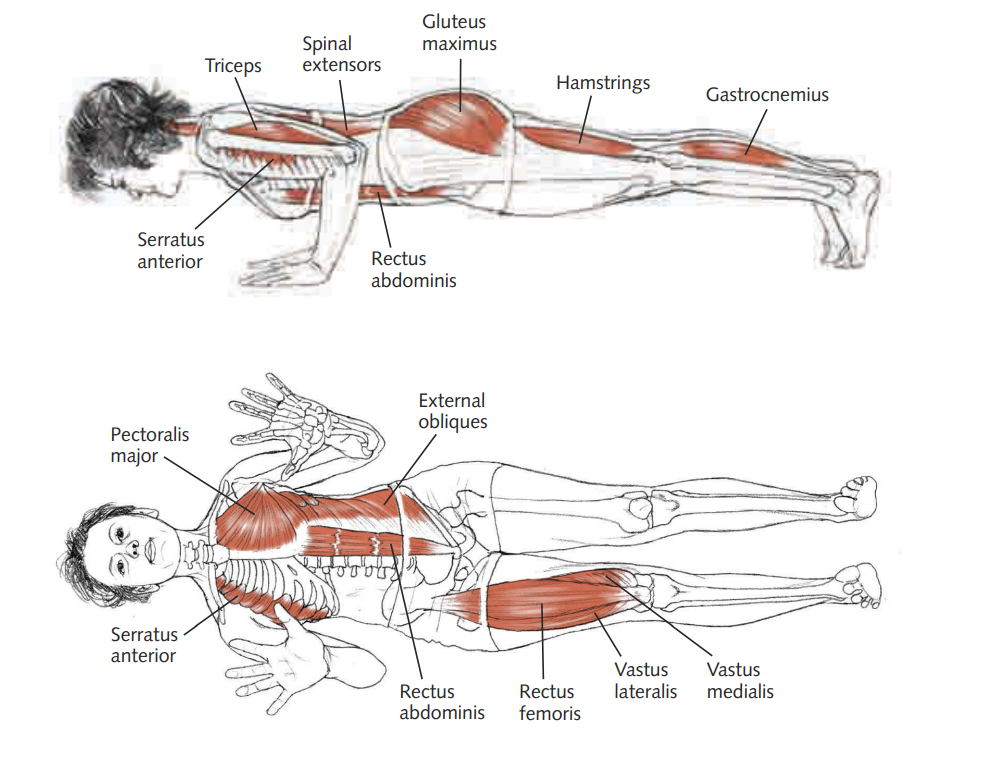 Gluteus
maximus
Spinal
extensors
Triceps
Hamstrings
Gastrocnemius
Serratus
anterior
Rectus
abdominis
External
obliques
Pectoralis
major
Serratus
anterior
Rectus
abdominis
Rectus
femoris
Vastus
lateralis
Vastus
medialis